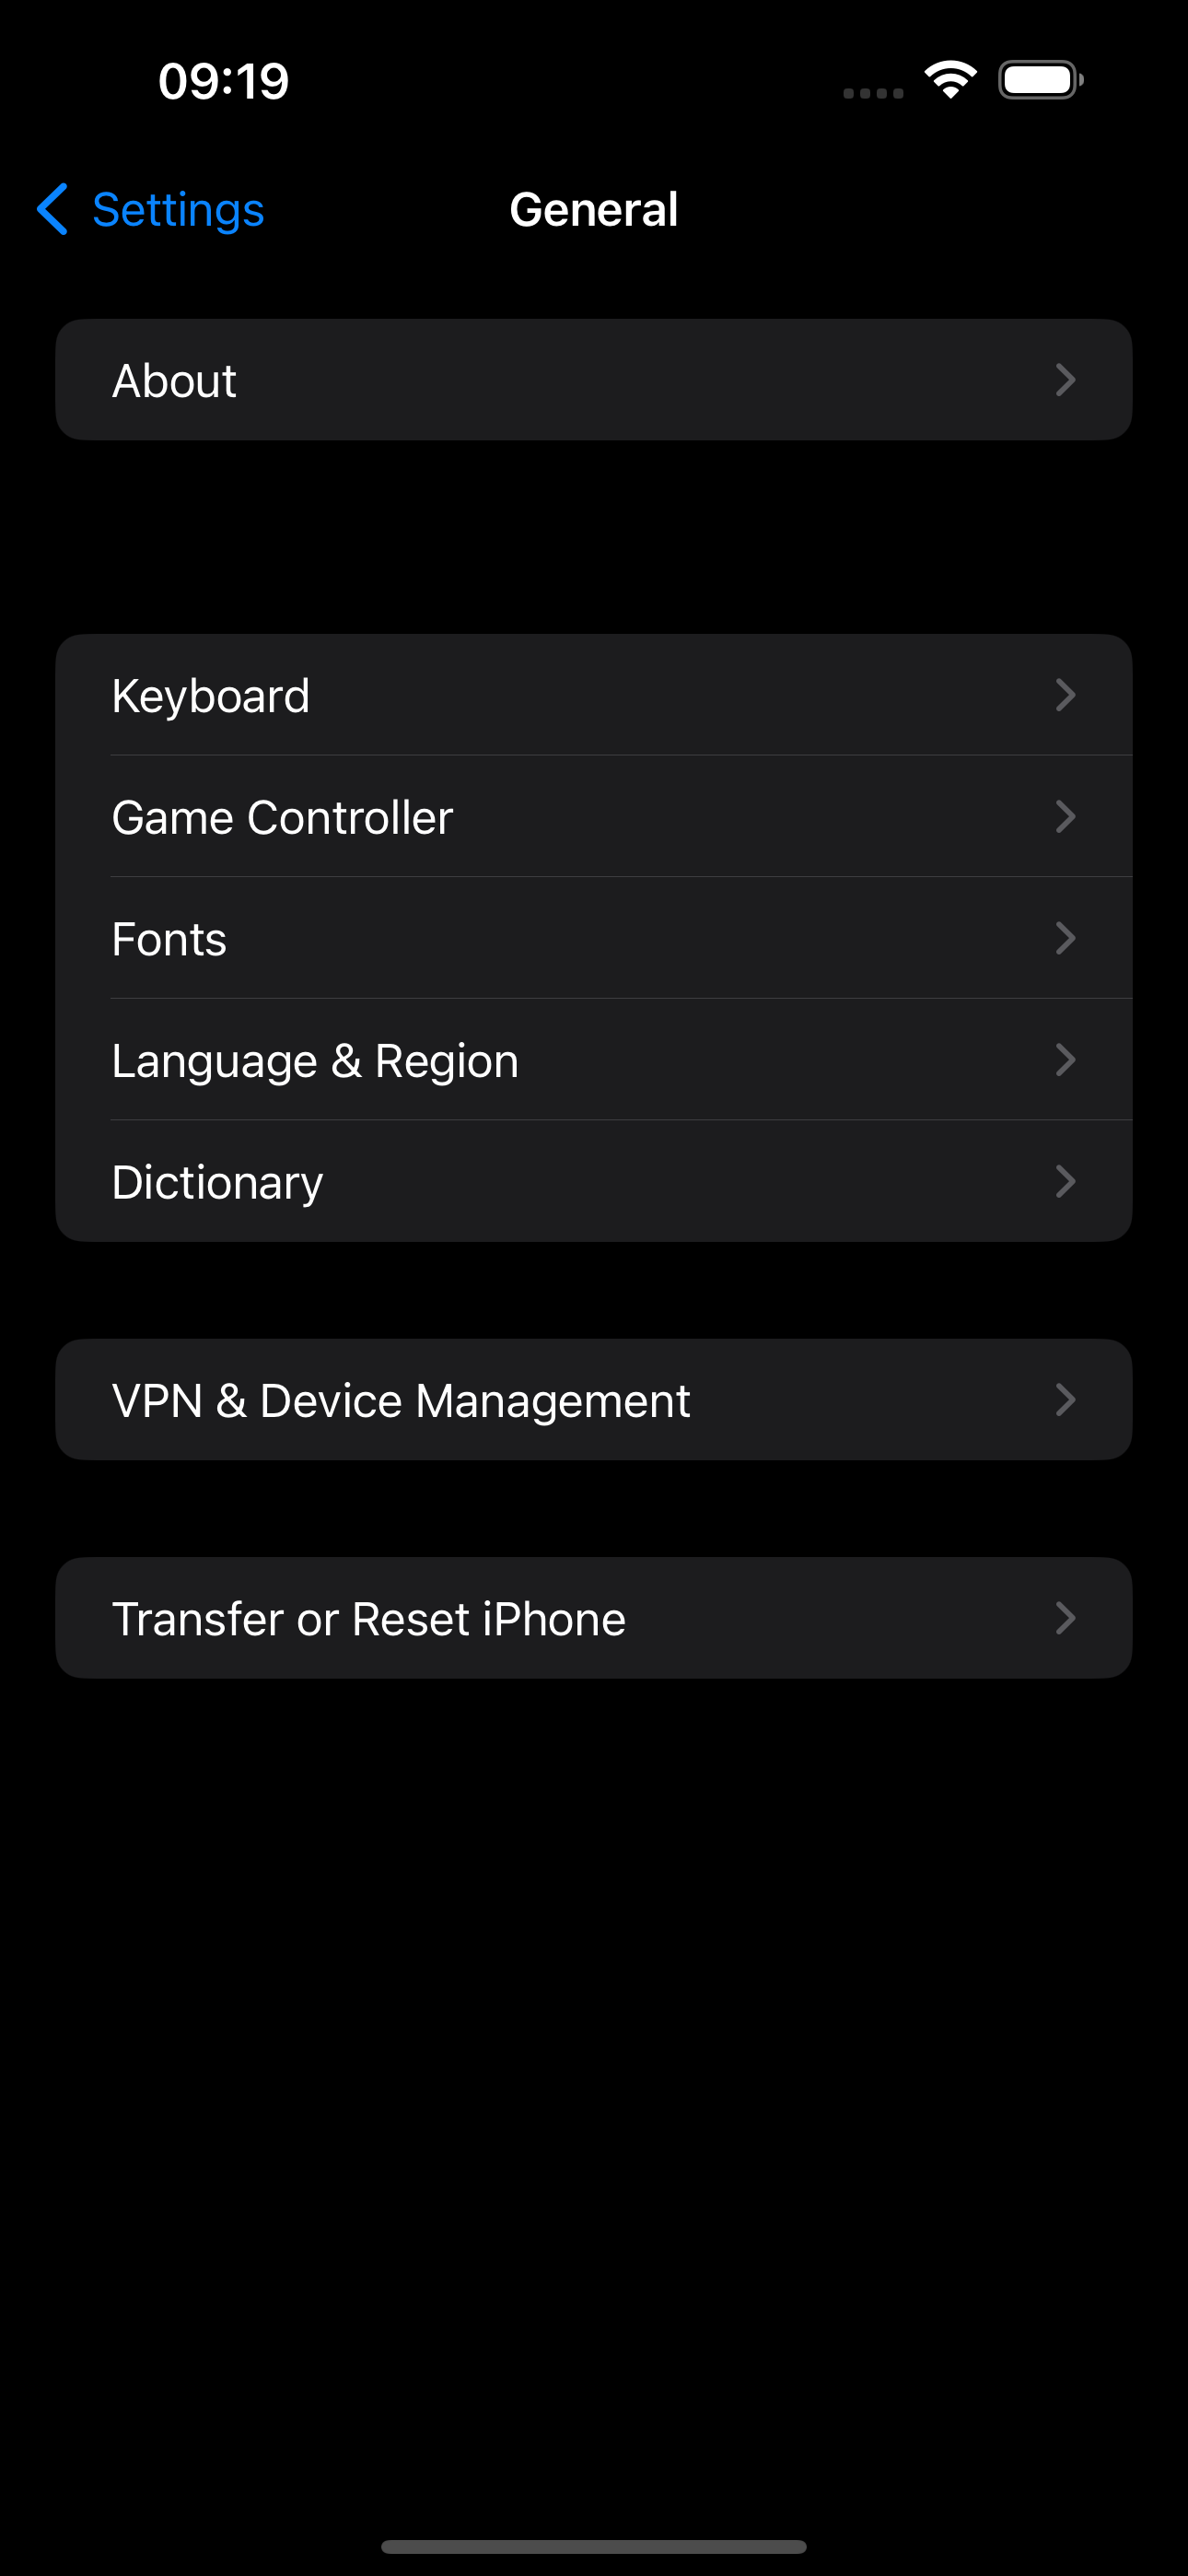 09:19
Settings
General
About
Keyboard
Game Controller
Fonts
Language & Region
Dictionary
VPN & Device Management
Transfer or Reset iPhone